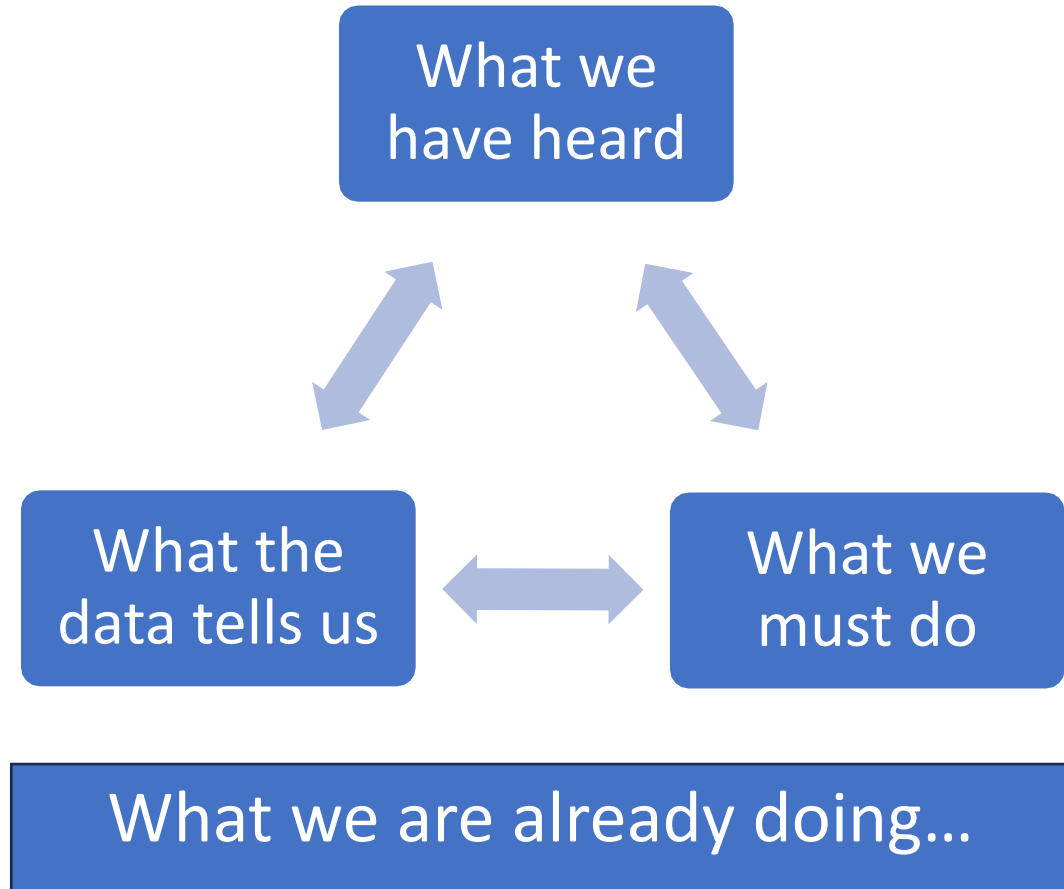 What we
have heard
What the
data tells us
What we
must do
What we are already doing…